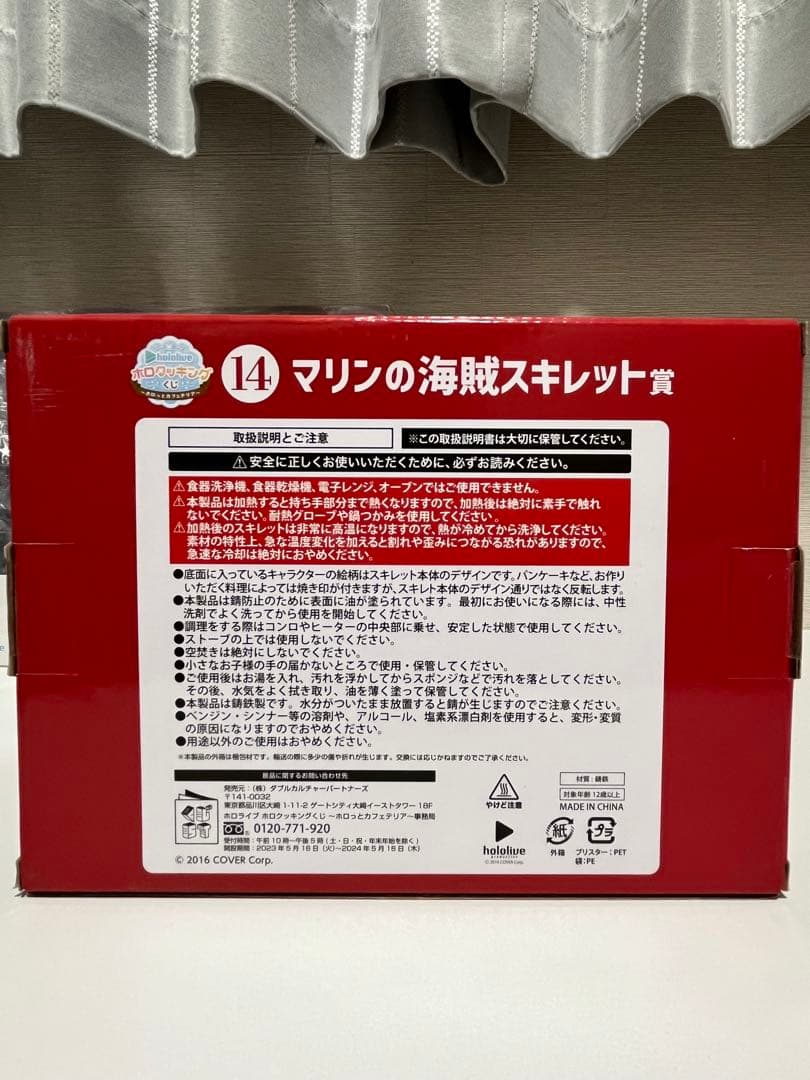 hololive
ホロクッキング
くじ
〜ホロっとカフェテリア〜
14 マリンの海賊スキレット賞
取扱説明とご注意
※この取扱説明書は大切に保管してください。
⚠安全に正しくお使いいただくために、必ずお読みください。
⚠食器洗浄機、食器乾燥機、電子レンジ、オーブンではご使用できません。
⚠本製品は加熱すると持ち手部分まで熱くなりますので、加熱後は絶対に素手で触れ
ないでください。耐熱グローブや鍋つかみを使用してください。
⚠加熱後のスキレットは非常に高温になりますので、熱が冷めてから洗浄してください。
素材の特性上、急な温度変化を加えると割れや歪みにつながる恐れがありますので、
急速な冷却は絶対におやめください。
●底面に入っているキャラクターの絵柄はスキレット本体のデザインです。パンケーキなど、お作り
いただく料理によっては焼き印が付きますが、スキレト本体のデザイン通りではなく反転します。
●本製品は錆防止のために表面に油が塗られています。最初にお使いになる際には、中性
洗剤でよく洗ってから使用を開始してください。
●調理をする際はコンロやヒーターの中央部に乗せ、安定した状態で使用してください。
●ストーブの上では使用しないでください。
●空焚きは絶対にしないでください。
●小さなお子様の手の届かないところで使用・保管してください。
●ご使用後はお湯を入れ、汚れを浮かしてからスポンジなどで汚れを落としてください。
その後、水気をよく拭き取り、油を薄く塗って保管してください。
●本製品は鋳鉄製です。水分がついたまま放置すると錆が生じますのでご注意ください。
●ベンジン・シンナー等の溶剤や、アルコール、塩素系漂白剤を使用すると、変形・変質
の原因になりますのでおやめください。
●用途以外のご使用はおやめください。
※本製品の外箱は梱包材です。輸送の際に多少の傷や折れが生じます。交換には応じかねますのでご了承ください。
景品に関するお問い合わせ先
発売元:(株)ダブルカルチャーパートナーズ
〒141-0032
東京都品川区大崎 1-11-2 ゲートシティ大崎イーストタワー 1BF
ホロライブ ホロクッキングくじ 〜ホロっとカフェテリア〜事務局
0120-771-920
受付時間:午前10時〜午後5時(土・日・祝・年末年始を除く)
開設期間:2023年5月16日(火)〜2024年5月16日(木)
© 2016 COVER Corp.
やけど注意
hololive
production
© 2016 COVER Corp.
材質:鋳鉄
対象年齢 12歳以上
MADE IN CHINA
紙
外箱
プラ
ブリスター:PET
袋:PE